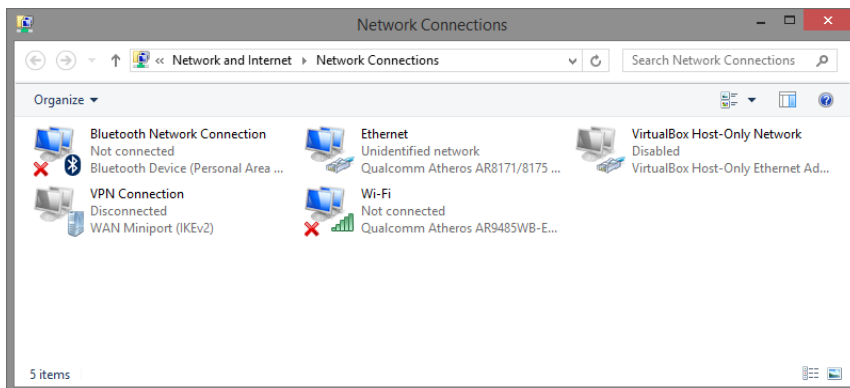 Network Connections
« Network and Internet Network Connections
Search Network Connections
Organize
Bluetooth Network Connection
Not connected
Bluetooth Device (Personal Area ...
Ethernet
Unidentified network
Qualcomm Atheros AR8171/8175 ...
VirtualBox Host-Only Network
Disabled
VirtualBox Host-Only Ethernet Ad...
VPN Connection
Disconnected
WAN Miniport (IKEv2)
Wi-Fi
Not connected
Qualcomm Atheros AR9485WB-E...
5 items